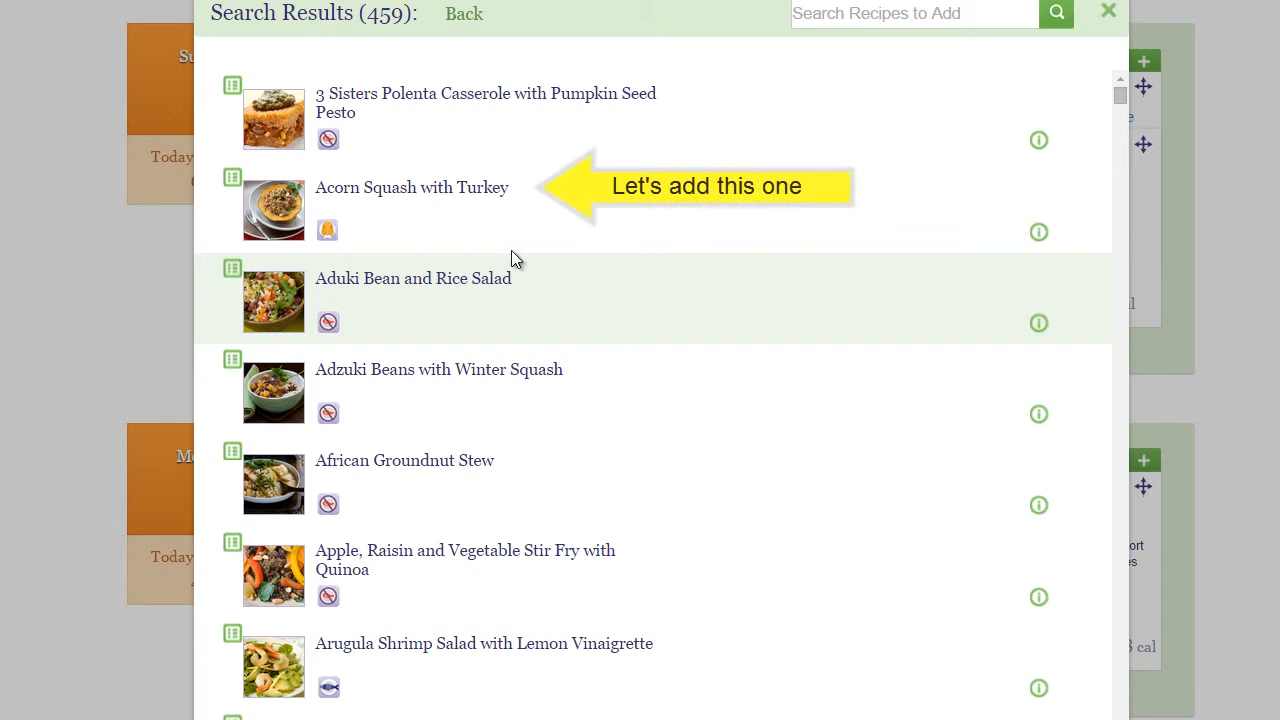 Search Results (459):
Back
Search Recipes to Add
3 Sisters Polenta Casserole with Pumpkin Seed
Pesto
Acorn Squash with Turkey
Let's add this one
Aduki Bean and Rice Salad
Adzuki Beans with Winter Squash
African Groundnut Stew
Apple, Raisin and Vegetable Stir Fry with
Quinoa
Arugula Shrimp Salad with Lemon Vinaigrette
Today
Today
cal